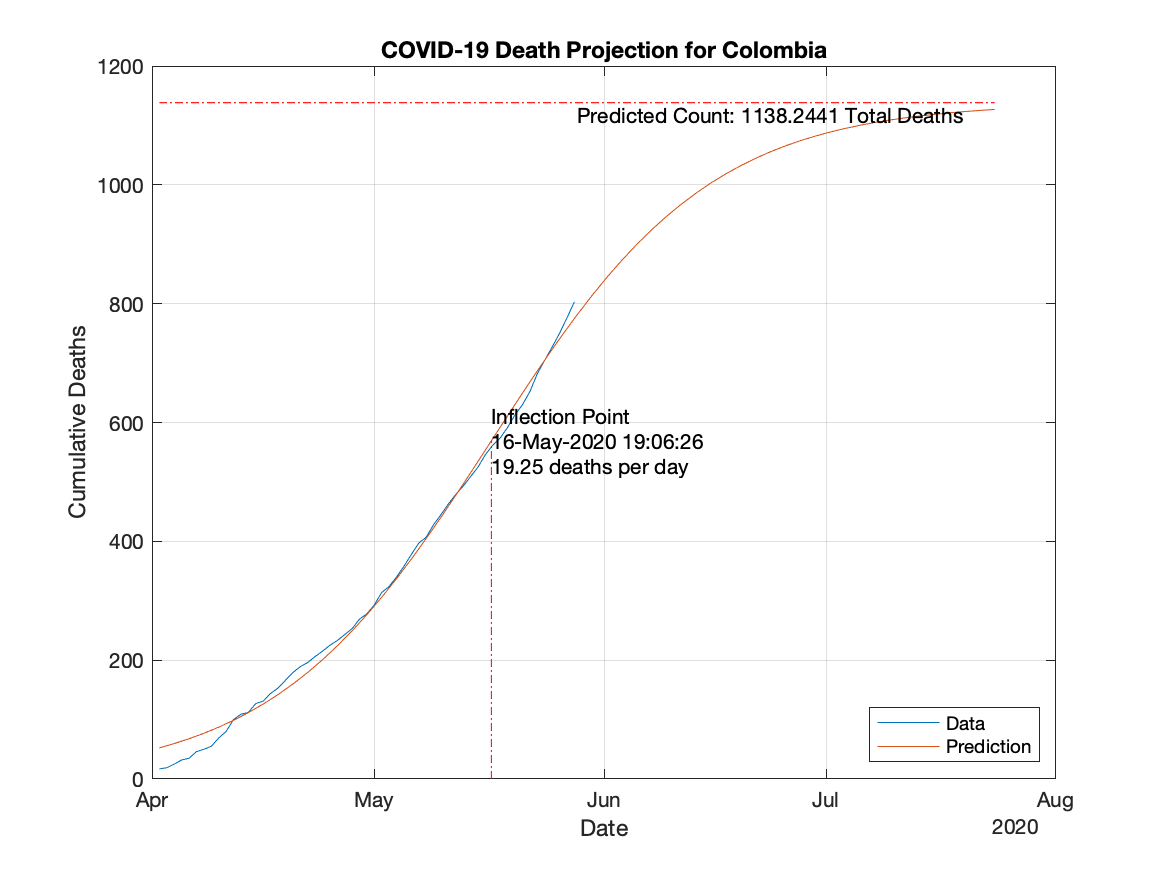 COVID-19 Death Projection for Colombia
1200
1000
800
600
400
200
0
Cumulative Deaths
Predicted Count: 1138.2441 Total Deaths
Inflection Point
16-May-2020 19:06:26
19.25 deaths per day
Data
Prediction
Apr May Jun Jul Aug
Date
2020